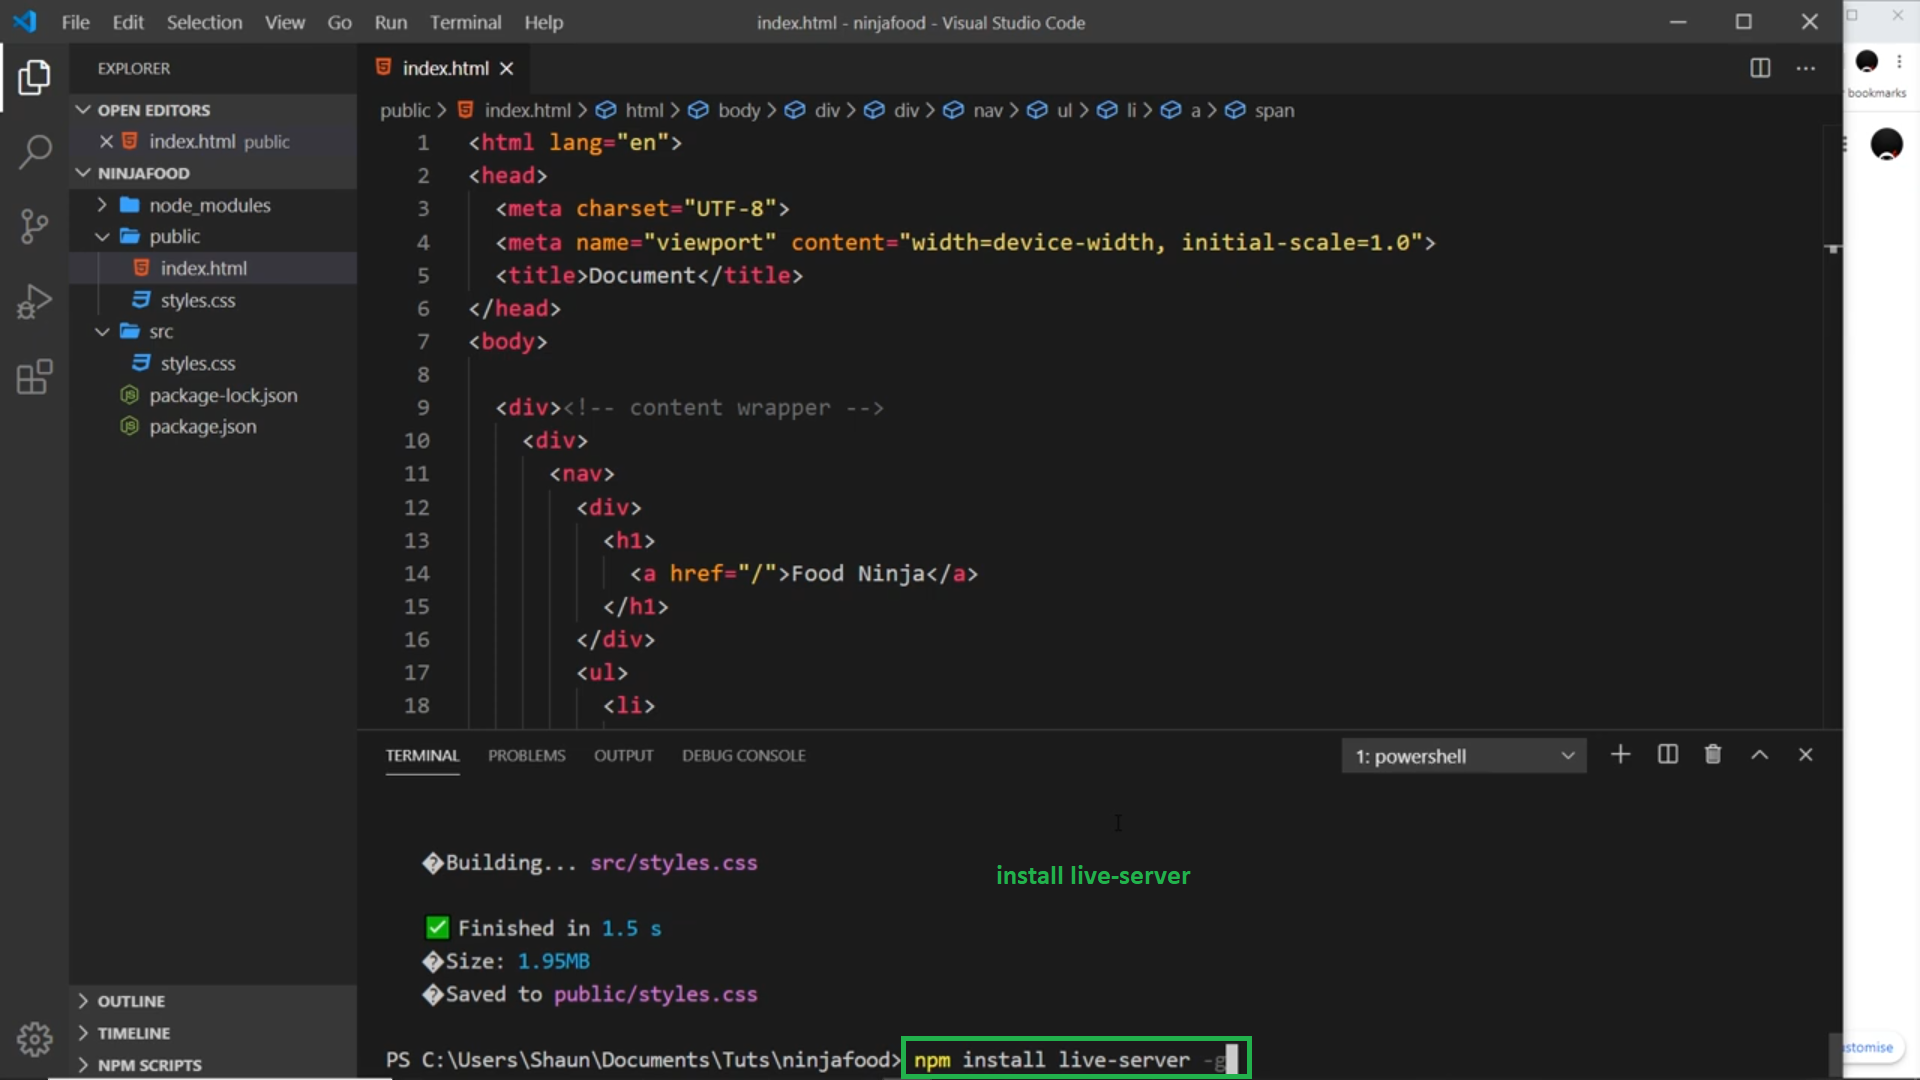 File Edit Selection View Go Run Terminal Help
index.html - ninjafood - Visual Studio Code
EXPLORER
OPEN EDITORS
index.html public
NINJAFOOD
node_modules
public
index.html
styles.css
src
styles.css
package-lock.json
package.json
OUTLINE
TIMELINE
NPM SCRIPTS
index.html
public > index.html > html > body > div > div > nav > ul > li > a > span
1 <html lang="en">
2 <head>
3 <meta charset="UTF-8">
4 <meta name="viewport" content="width=device-width, initial-scale=1.0">
5 <title>Document</title>
6 </head>
7 <body>
8
9 <div><!-- content wrapper -->
10 <div>
11 <nav>
12 <div>
13 <h1>
14 <a href="/">Food Ninja</a>
15 </h1>
16 </div>
17 <ul>
18 <li>
TERMINAL PROBLEMS OUTPUT DEBUG CONSOLE
1: powershell
�Building... src/styles.css
install live-server
✅ Finished in 1.5 s
�Size: 1.95MB
�Saved to public/styles.css
PS C:\Users\Shaun\Documents\Tuts\ninjafood> npm install live-server -g
bookmarks